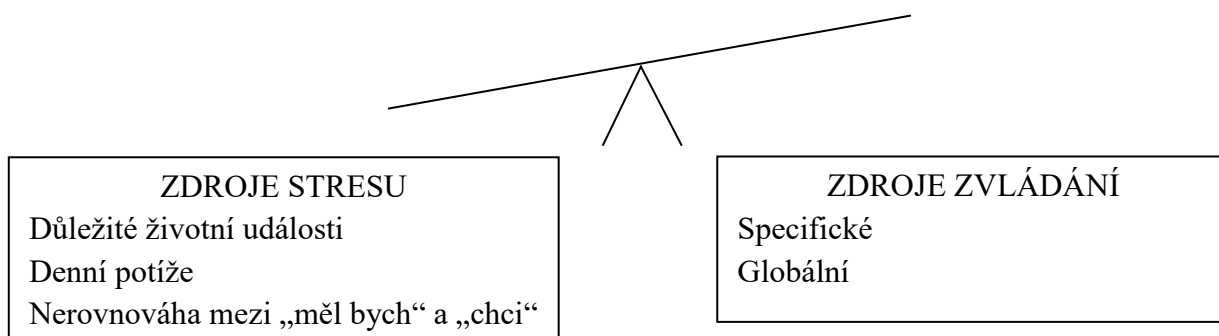 ZDROJE STRESU
Důležité životní události
Denní potíže
Nerovnováha mezi „měl bych“ a „chci“
ZDROJE ZVLÁDÁNÍ
Specifické
Globální